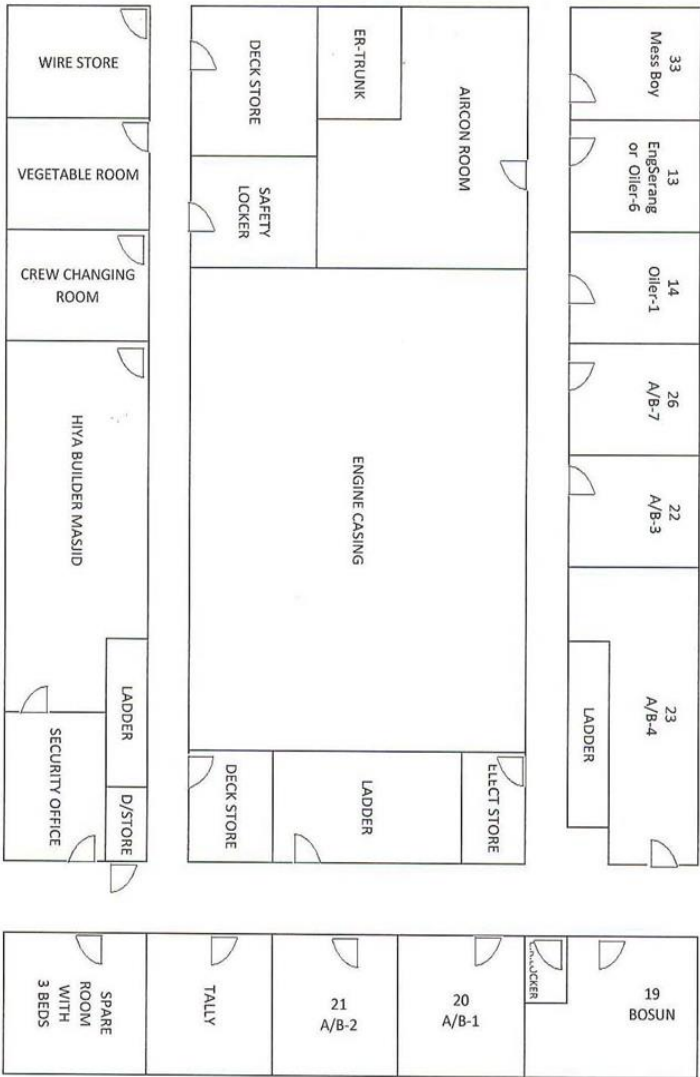 WIRE STORE
VEGETABLE ROOM
CREW CHANGING
ROOM
HIYA BUILDER MASJID
LADDER
D/STORE
SECURITY OFFICE
DECK STORE
ER-TRUNK
AIRCON ROOM
SAFETY
LOCKER
ENGINE CASING
DECK STORE
LADDER
ELECT STORE
33
Mess Boy
13
EngSerang
or Oiler-6
14
Oiler-1
26
A/B-7
22
A/B-3
23
A/B-4
LADDER
SPARE
ROOM
WITH
3 BEDS
TALLY
21
A/B-2
20
A/B-1
19
BOSUN